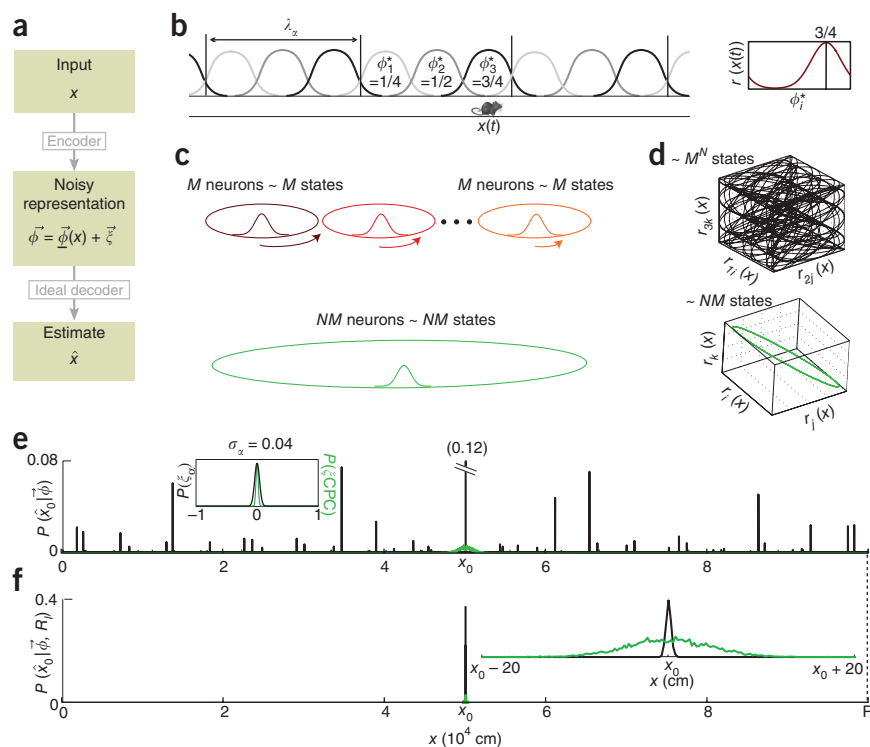 a
Input
x
Encoder
Noisy
representation
ϕ⃗ = ϕ⃗(x) + ξ⃗
Ideal decoder
Estimate
x̂
b
λα
ϕ*1 =1/4
ϕ*2 =1/2
ϕ*3 =3/4
x(t)
3/4
r (x(t))
ϕ*i
c
M neurons ~ M states
M neurons ~ M states
NM neurons ~ NM states
d
~ M^N states
r3k (x)
r1i (x)
r2j (x)
~ NM states
rk (x)
ri (x)
rj (x)
e
σα = 0.04
(0.12)
0.08
P (x̂0|ϕ⃗)
0
P(ξα)
P(ξCPC)
−1 0 1
0 2 4 x0 6 8
f
0.4
P (x̂0|ϕ⃗, Rl)
0
x0 − 20 x0 x0 + 20
x (cm)
0 2 4 x0 6 8 F
x (10^4 cm)